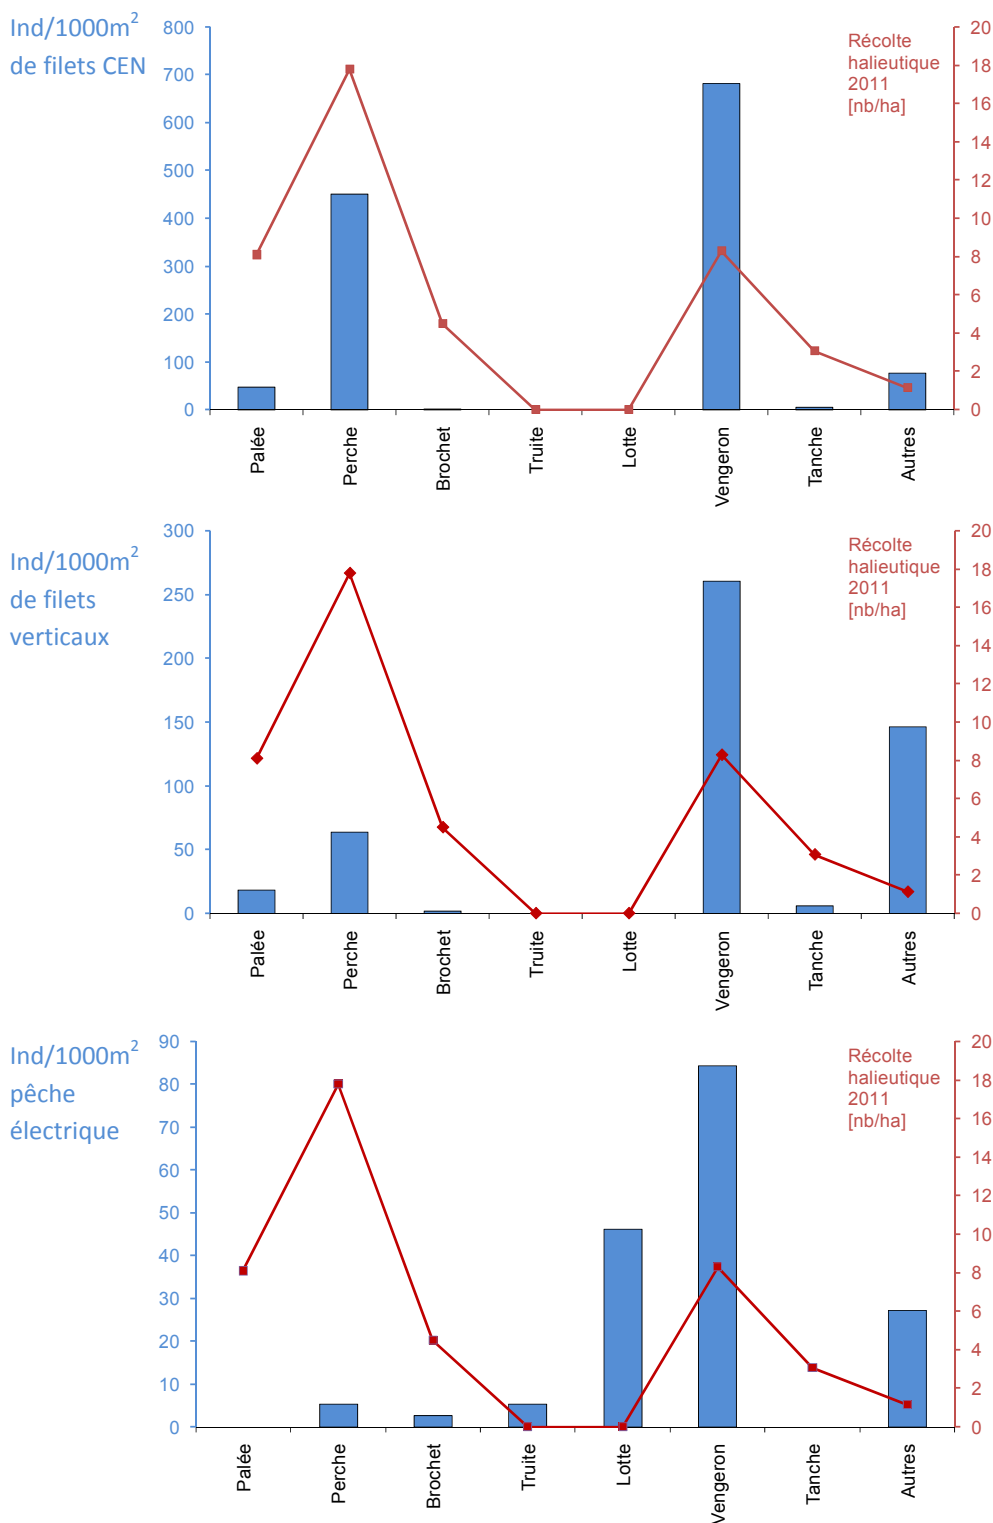 Ind/1000m²
de filets CEN
800
700
600
500
400
300
200
100
0
Récolte
halieutique
2011
[nb/ha]
20
18
16
14
12
10
8
6
4
2
0
Palée
Perche
Brochet
Truite
Lotte
Vengeron
Tanche
Autres
Ind/1000m²
de filets
verticaux
300
250
200
150
100
50
0
Récolte
halieutique
2011
[nb/ha]
20
18
16
14
12
10
8
6
4
2
0
Palée
Perche
Brochet
Truite
Lotte
Vengeron
Tanche
Autres
Ind/1000m²
pêche
électrique
90
80
70
60
50
40
30
20
10
0
Récolte
halieutique
2011
[nb/ha]
20
18
16
14
12
10
8
6
4
2
0
Palée
Perche
Brochet
Truite
Lotte
Vengeron
Tanche
Autres